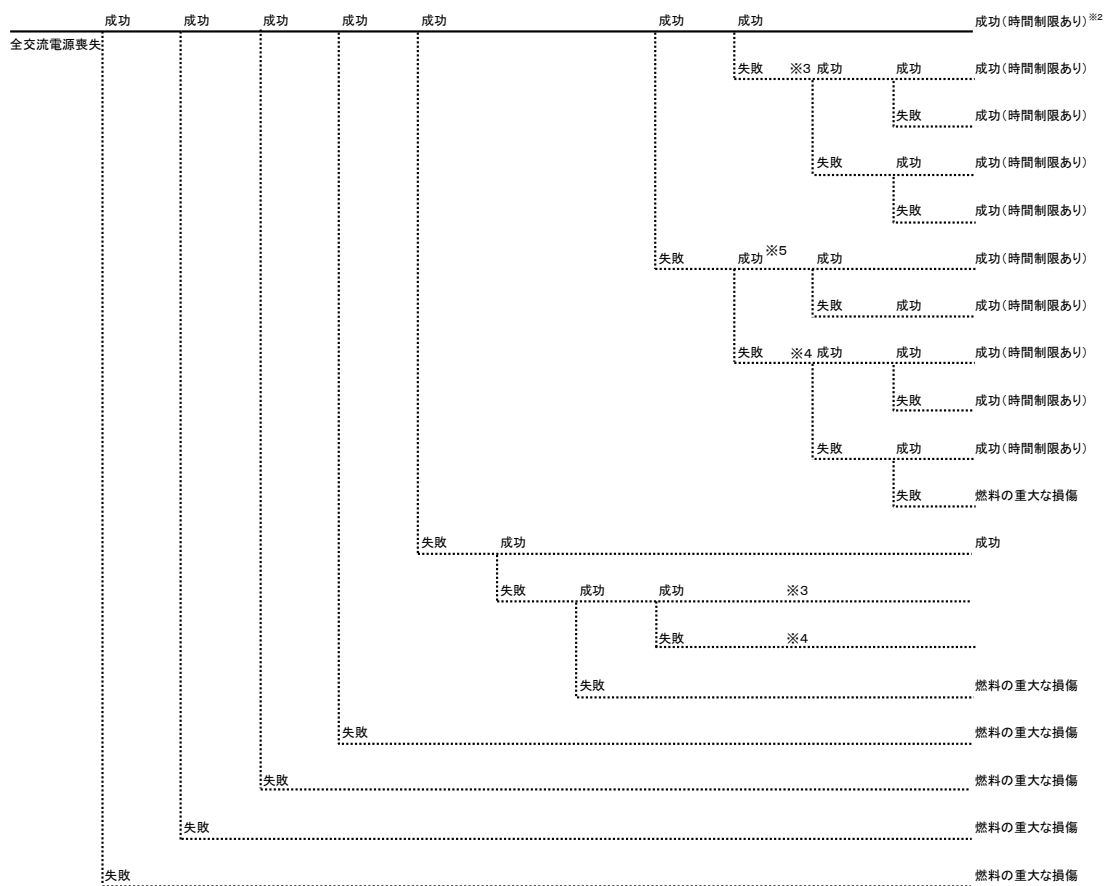 成功 成功 成功 成功 成功 成功 成功 成功(時間制限あり)※2
全交流電源喪失
失敗 ※3 成功 成功 成功(時間制限あり)
失敗 成功(時間制限あり)
失敗 成功 成功(時間制限あり)
失敗 成功(時間制限あり)
失敗 成功※5 成功 成功(時間制限あり)
失敗 成功 成功(時間制限あり)
失敗 ※4 成功 成功 成功(時間制限あり)
失敗 成功(時間制限あり)
失敗 成功 成功(時間制限あり)
失敗 燃料の重大な損傷
失敗 成功 成功
失敗 成功 成功 ※3
失敗 ※4
失敗 燃料の重大な損傷
失敗 燃料の重大な損傷
失敗 燃料の重大な損傷
失敗 燃料の重大な損傷
失敗 燃料の重大な損傷